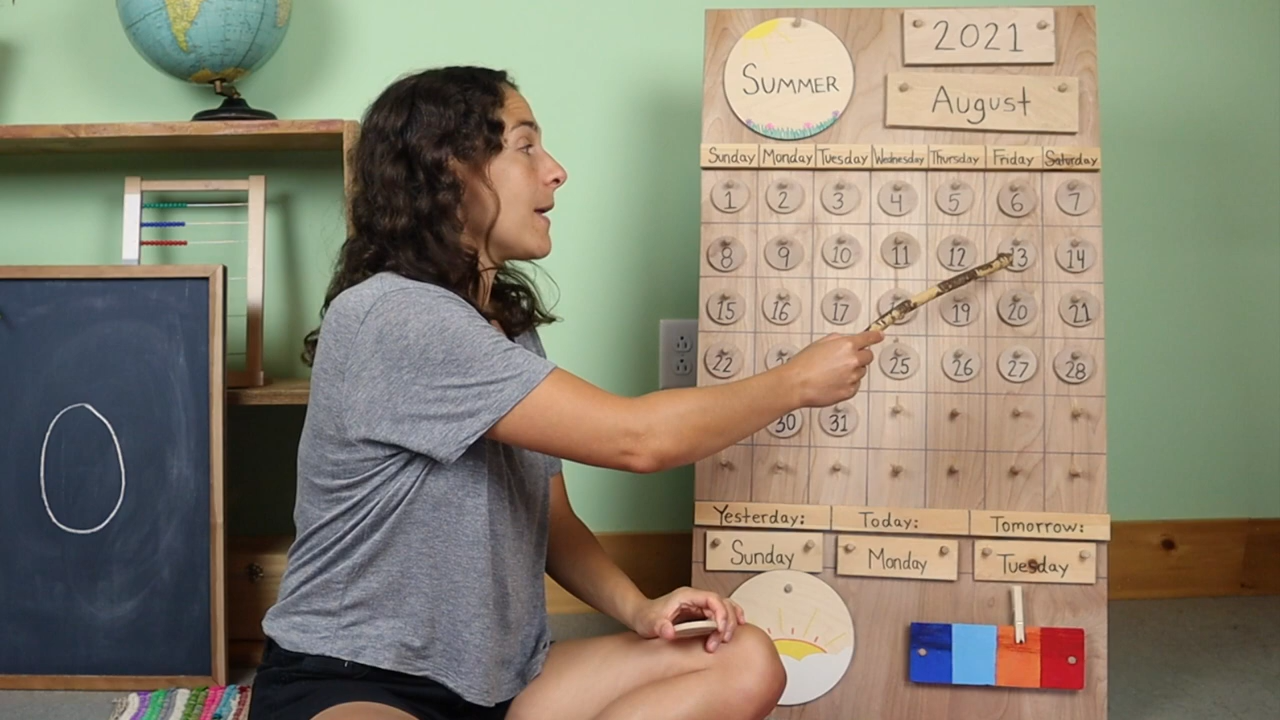 SUMMER
2021
August
Sunday Monday Tuesday Wednesday Thursday Friday Saturday
1 2 3 4 5 6 7
8 9 10 11 12 13 14
15 16 17 19 20 21
22 25 26 27 28
30 31
Yesterday: Today: Tomorrow:
Sunday Monday Tuesday
O